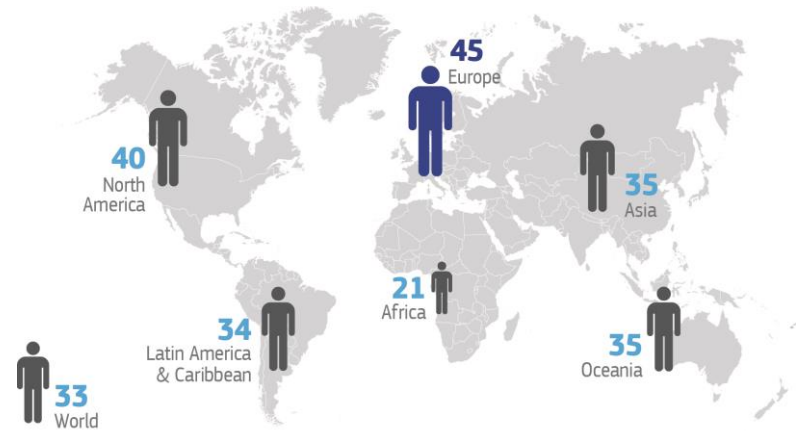 45
Europe
40
North
America
35
Asia
21
Africa
34
Latin America
& Caribbean
35
Oceania
33
World